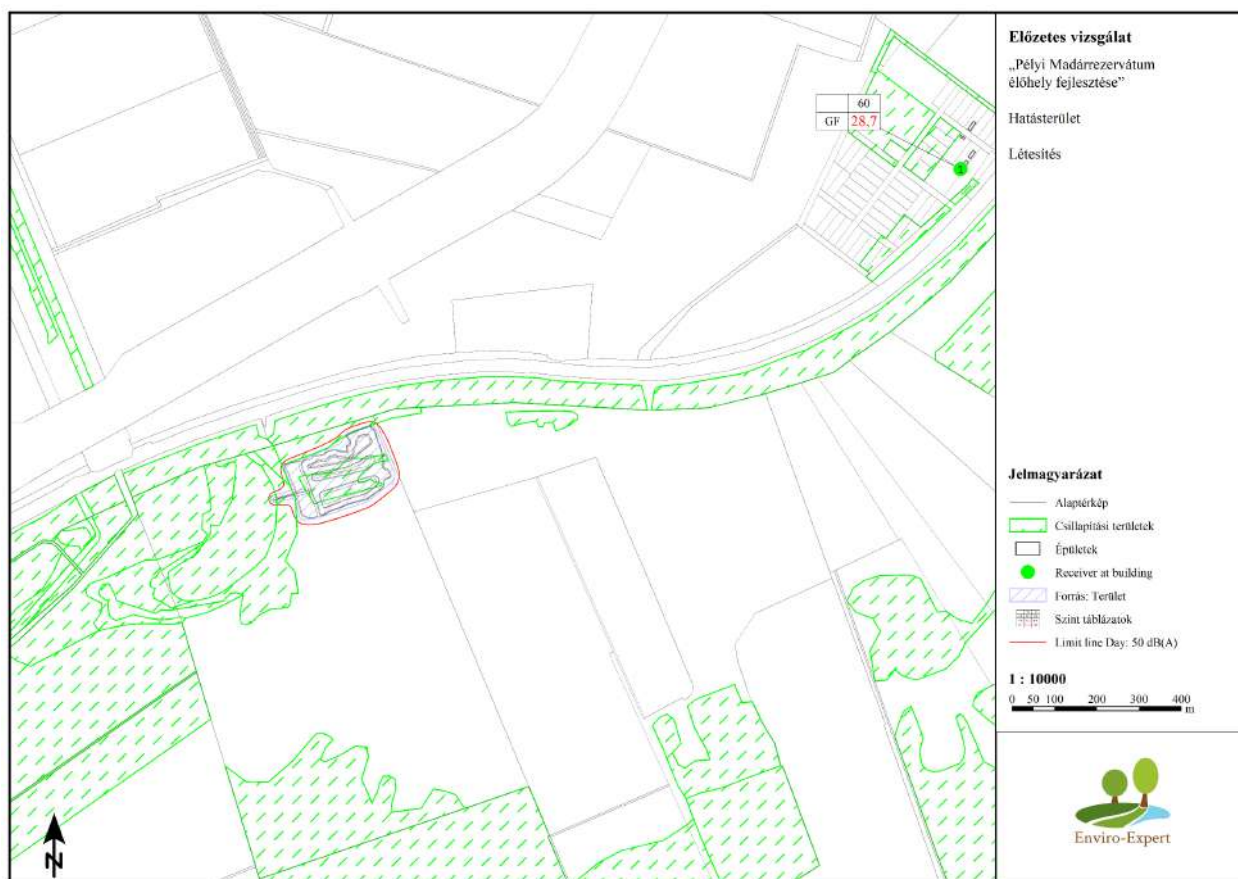 Előzetes vizsgálat
„Pélyi Madárrezervátum
élőhely fejlesztése”
Hatásterület
Létesítés
60
GF 28,7
1
Jelmagyarázat
Alaptérkép
Csillapítási területek
Épületek
Receiver at building
Forrás: Terület
Szint táblázatok
Limit line Day: 50 dB(A)
1 : 10000
0 50 100 200 300 400
m
N
Enviro-Expert